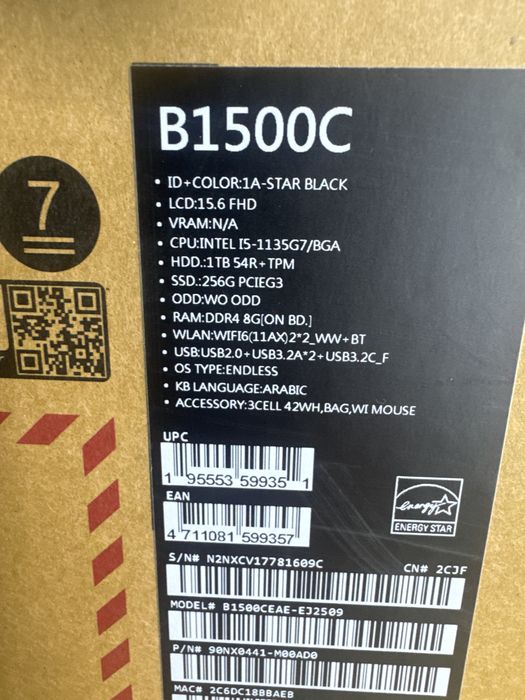 B1500C
• ID+COLOR:1A-STAR BLACK
• LCD:15.6 FHD
• VRAM:N/A
• CPU:INTEL I5-1135G7/BGA
• HDD.:1TB 54R+TPM
• SSD.:256G PCIEG3
• ODD:WO ODD
• RAM:DDR4 8G[ON BD.]
• WLAN:WIFI6(11AX)2*2_WW+BT
• USB:USB2.0+USB3.2A*2+USB3.2C_F
• OS TYPE:ENDLESS
• KB LANGUAGE:ARABIC
• ACCESSORY:3CELL 42WH,BAG,WI MOUSE
7
UPC
1 95553 59935 1
EAN
4 711081 599357
energy
ENERGY STAR
S/N# N2NXCV17781609C CN# 2CJF
MODEL# B1500CEAE-EJ2509
P/N# 90NX0441-M00AD0
MAC# 2C6DC18BBAEB